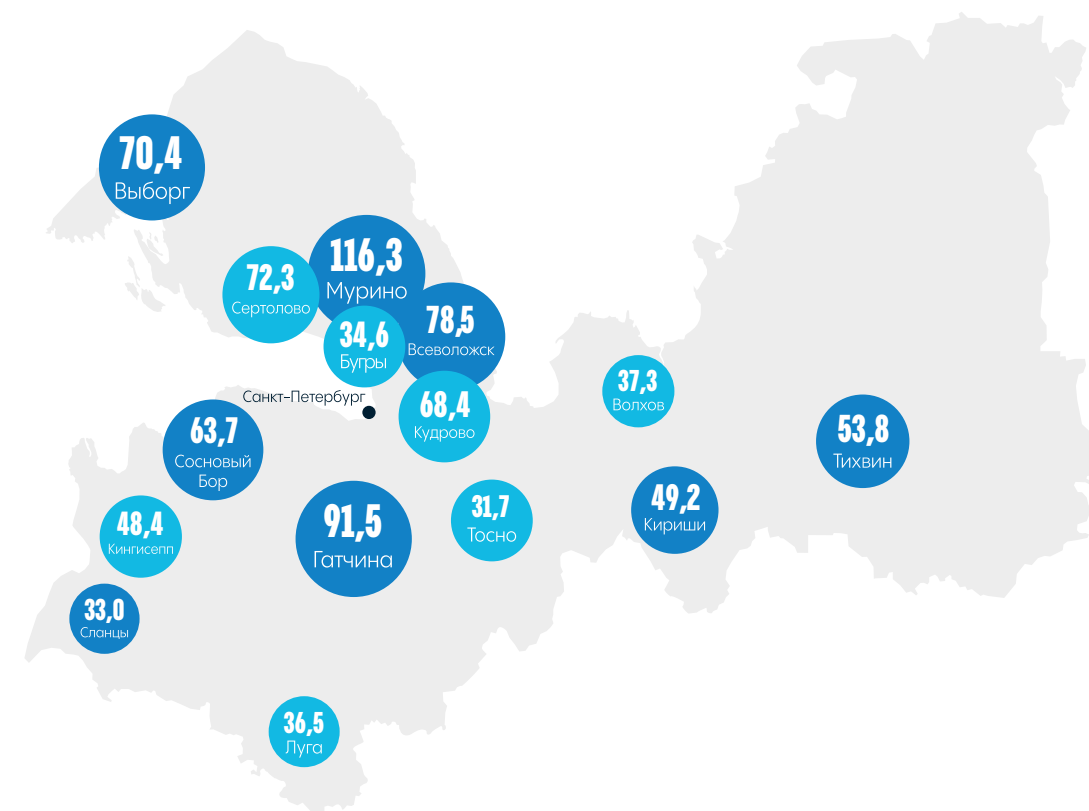 70,4
Выборг
116,3
Мурино
72,3
Сертолово
78,5
Всеволожск
34,6
Бугры
Санкт–Петербург
68,4
Кудрово
37,3
Волхов
53,8
Тихвин
63,7
Сосновый
Бор
49,2
Кириши
31,7
Тосно
91,5
Гатчина
48,4
Кингисепп
33,0
Сланцы
36,5
Луга